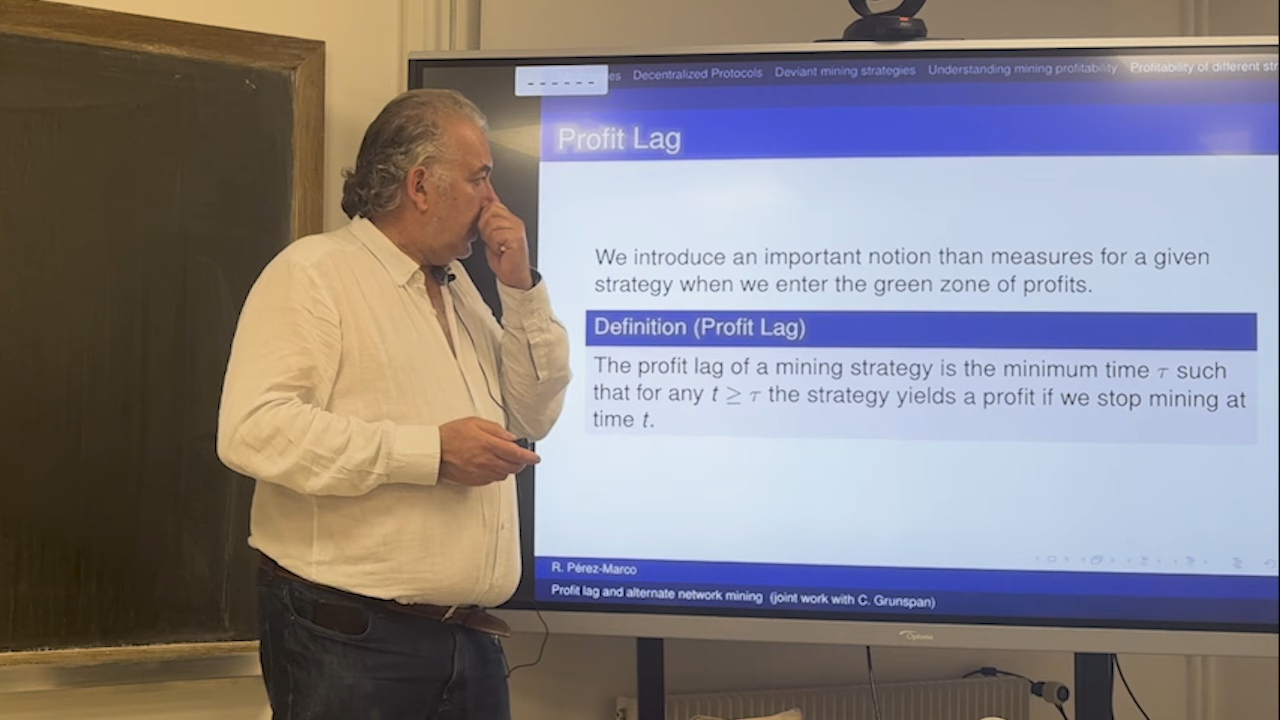 es Decentralized Protocols Deviant mining strategies Understanding mining profitability Profitability of different str
Profit Lag
We introduce an important notion than measures for a given
strategy when we enter the green zone of profits.
Definition (Profit Lag)
The profit lag of a mining strategy is the minimum time τ such
that for any t ≥ τ the strategy yields a profit if we stop mining at
time t.
R. Pérez-Marco
Profit lag and alternate network mining (joint work with C. Grunspan)
Optoma